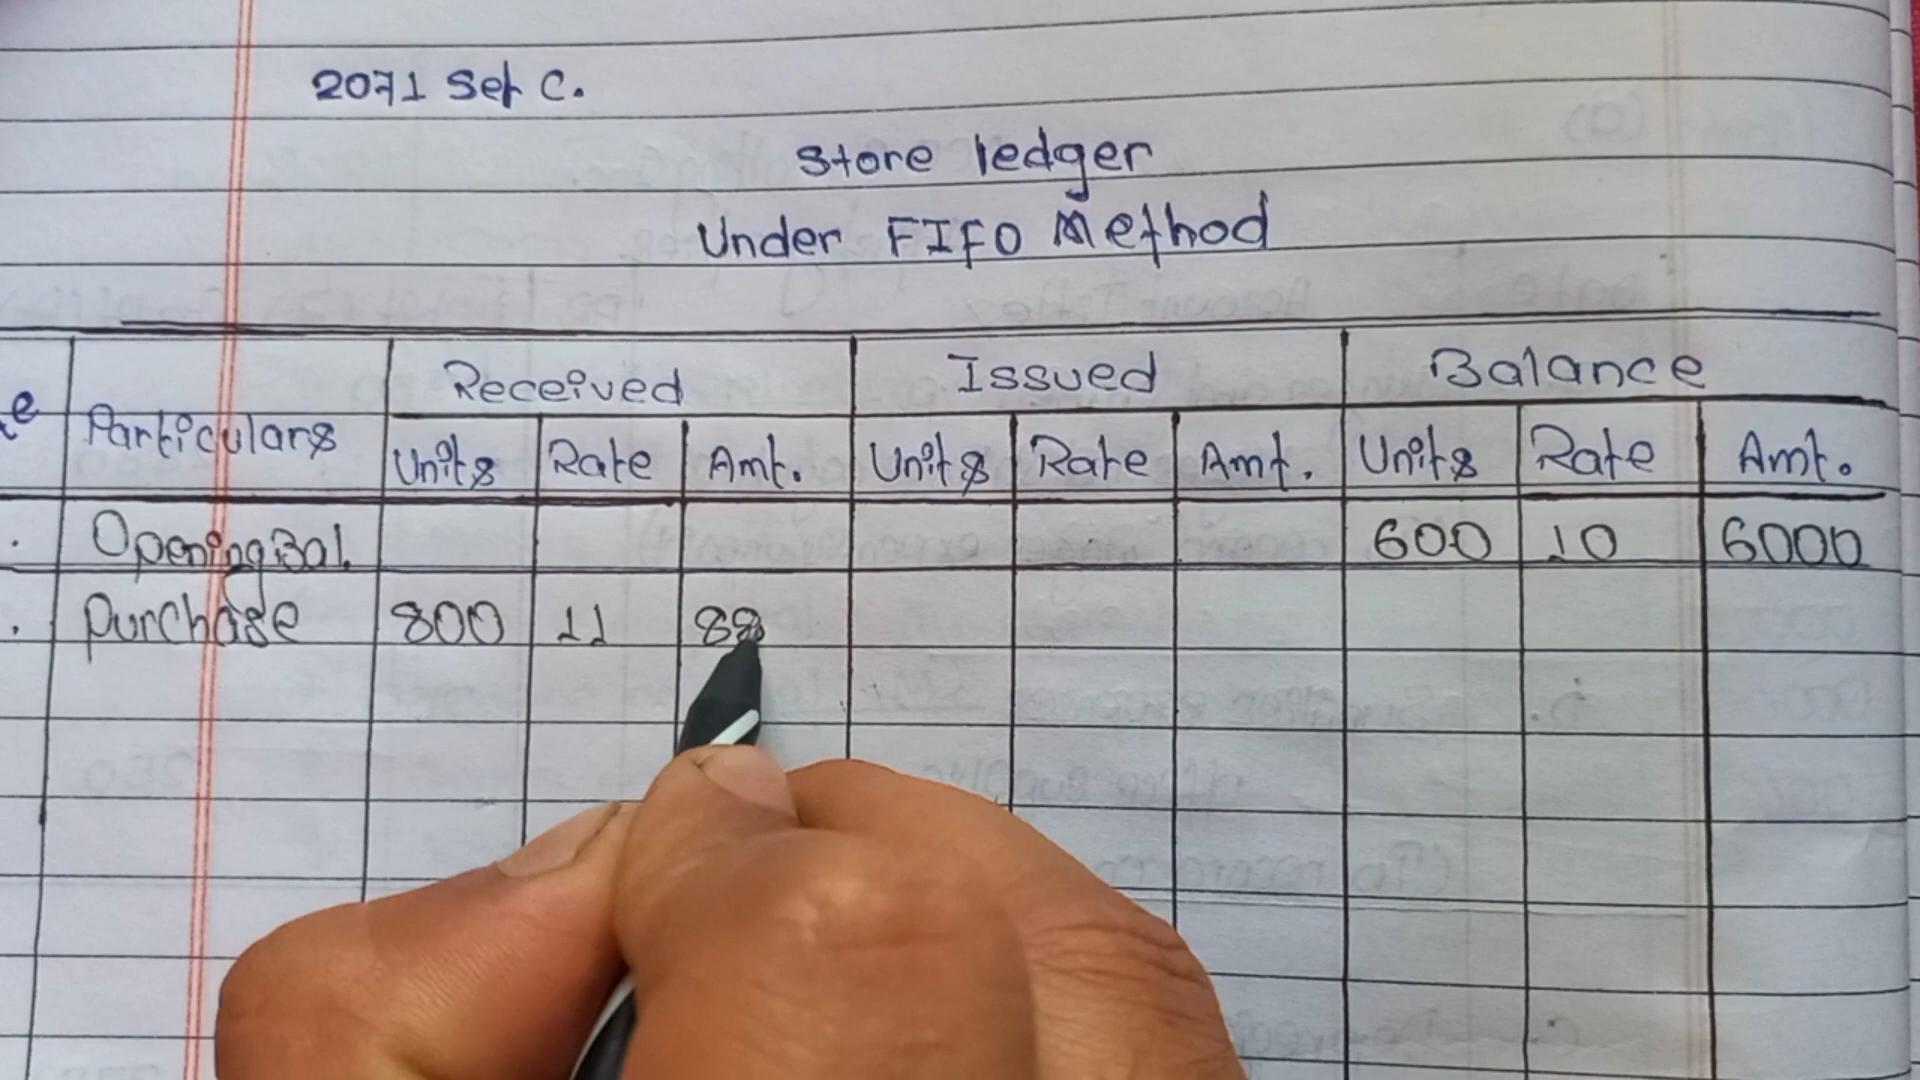 2071 Set C.
Store ledger
Under FIFO Method
e Particulars Received Issued Balance
Units Rate Amt. Units Rate Amt. Units Rate Amt.
Opening Bal. 600 10 6000
Purchase 800 11 88